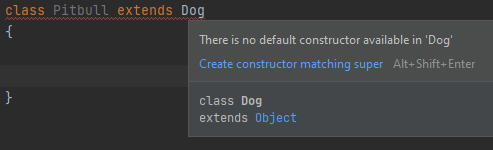 class Pitbull extends Dog
{
There is no default constructor available in 'Dog'
Create constructor matching super Alt+Shift+Enter
class Dog
extends Object
}